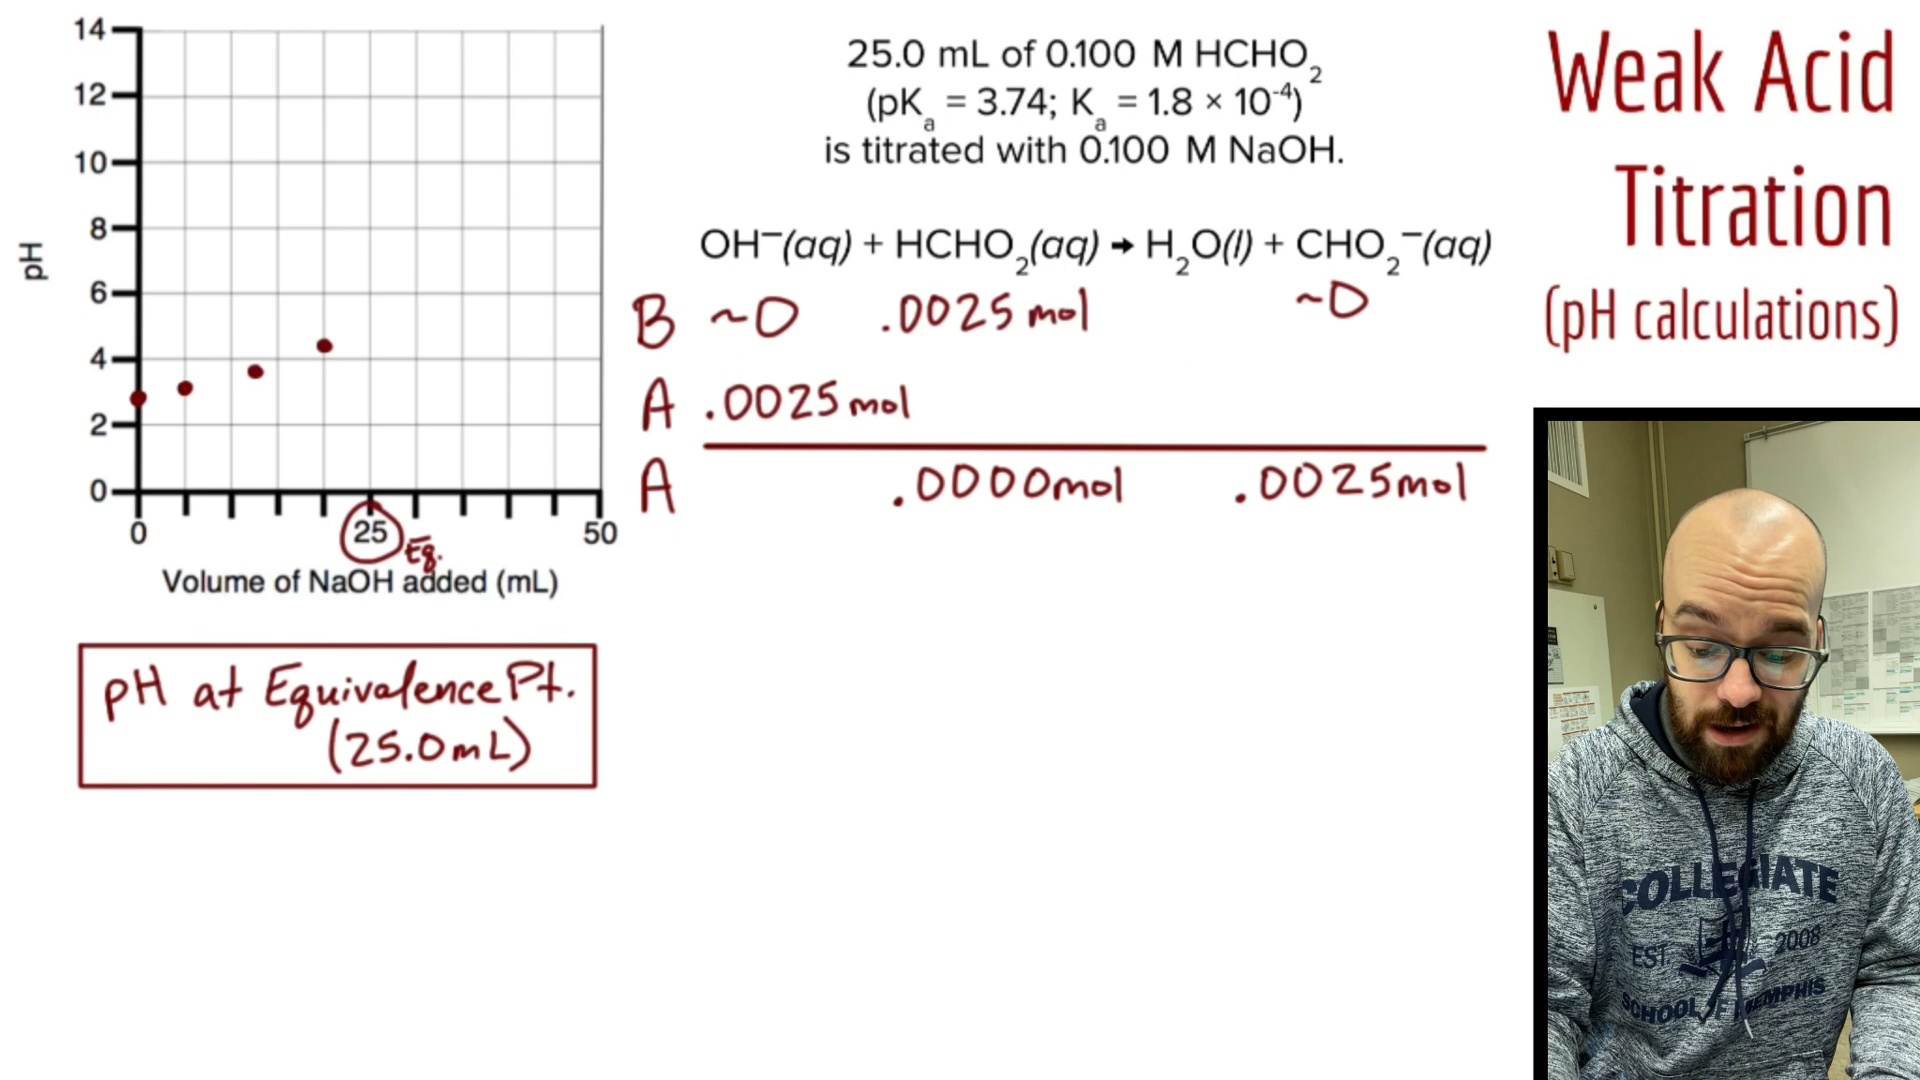 Weak Acid
Titration
(pH calculations)
25.0 mL of 0.100 M HCHO₂
(pKₐ = 3.74; Kₐ = 1.8 × 10⁻⁴)
is titrated with 0.100 M NaOH.
OH⁻(aq) + HCHO₂(aq) → H₂O(l) + CHO₂⁻(aq)
B ~0 .0025 mol ~0
A .0025 mol
A .0000 mol .0025 mol
pH
14
12
10
8
6
4
2
0
0 25 50
Eq.
Volume of NaOH added (mL)
pH at Equivalence Pt.
(25.0 mL)
COLLEGIATE
EST. 2008
SCHOOL OF MEMPHIS